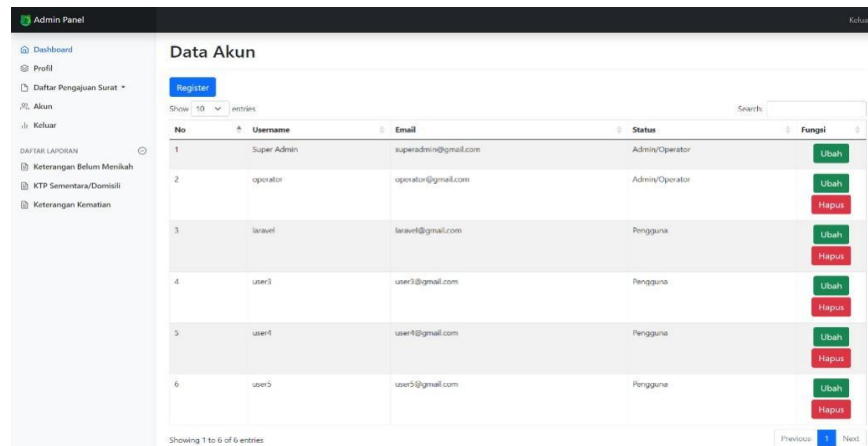 Admin Panel
Keluar
Dashboard
Profil
Daftar Pengajuan Surat
Akun
Keluar
DAFTAR LAPORAN
Keterangan Belum Menikah
KTP Sementara/Domisili
Keterangan Kematian
Data Akun
Register
Show 10 entries
Search:
No Username Email Status Fungsi
1 Super Admin superadmin@gmail.com Admin/Operator Ubah
2 operator operator@gmail.com Admin/Operator Ubah
Hapus
3 laravel laravel@gmail.com Pengguna Ubah
Hapus
4 user3 user3@gmail.com Pengguna Ubah
Hapus
5 user4 user4@gmail.com Pengguna Ubah
Hapus
6 user5 user5@gmail.com Pengguna Ubah
Hapus
Showing 1 to 6 of 6 entries
Previous 1 Next